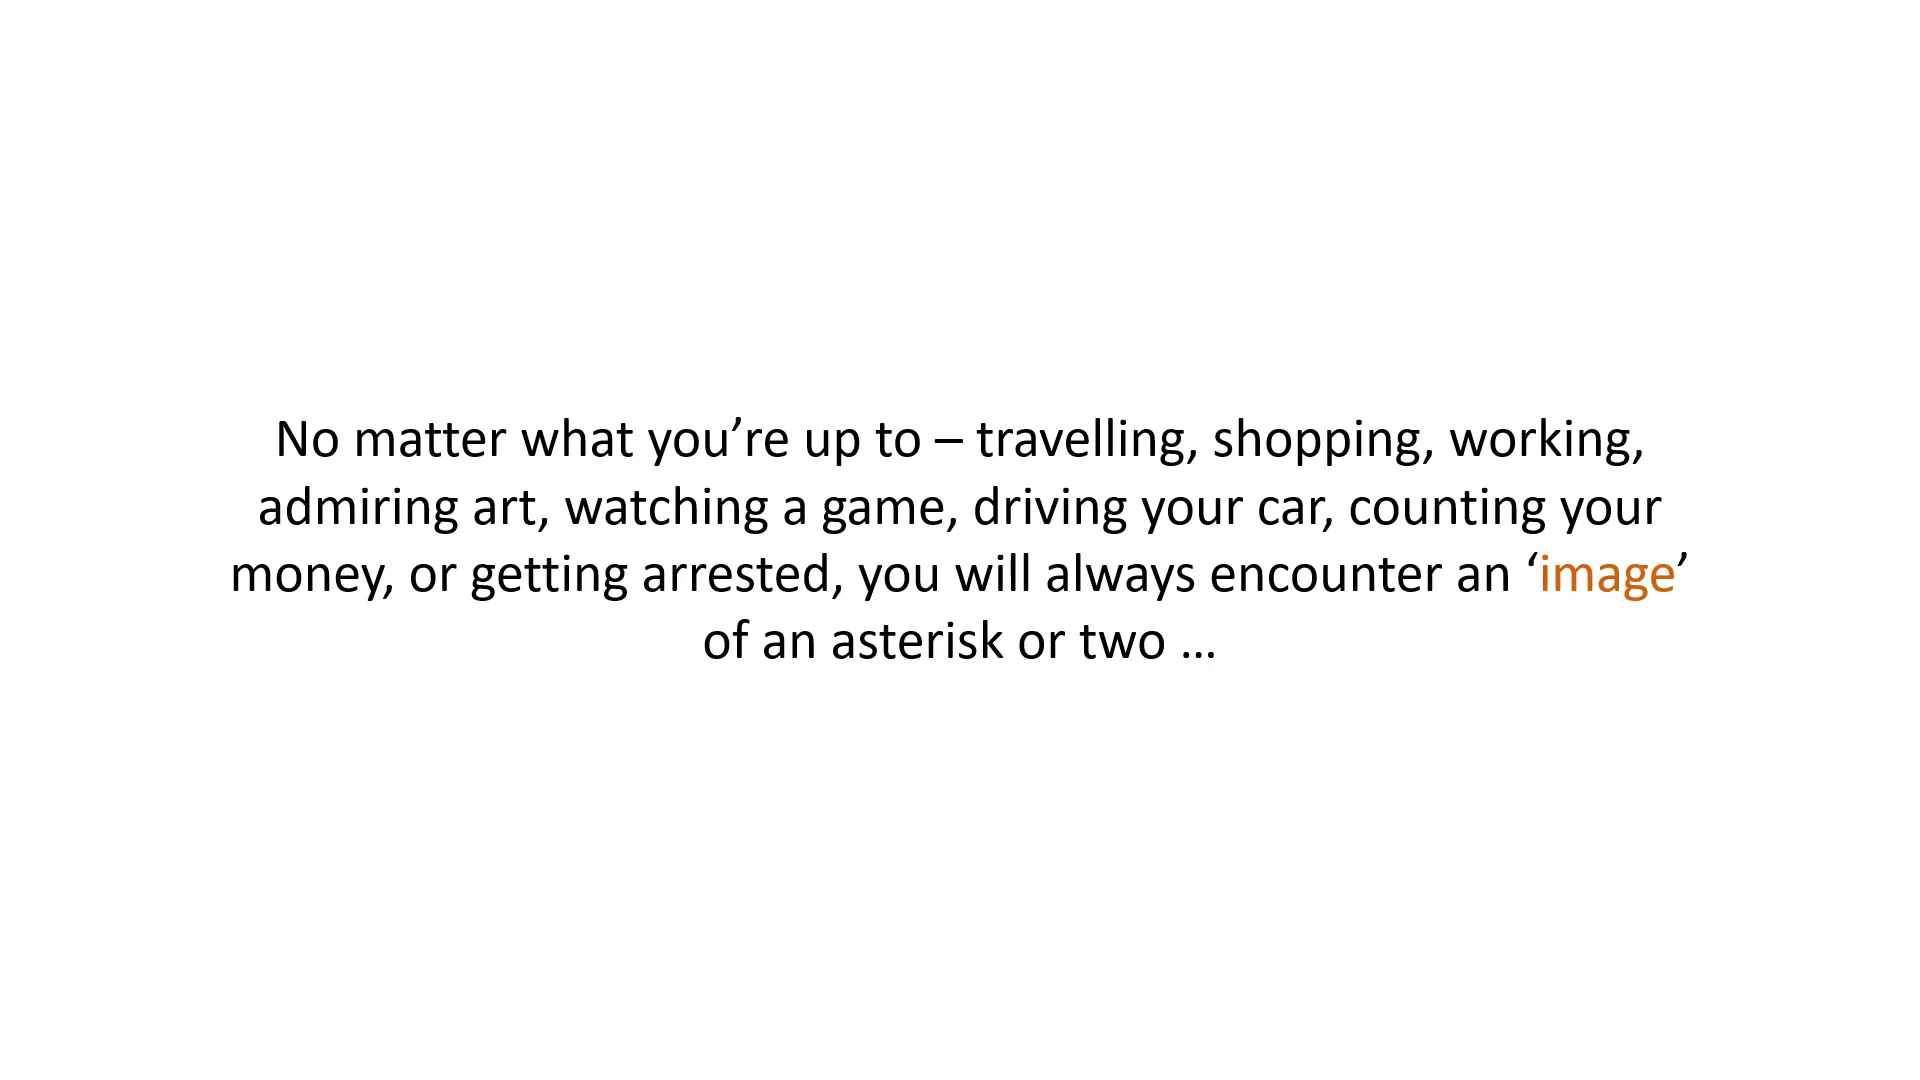 No matter what you’re up to – travelling, shopping, working,
admiring art, watching a game, driving your car, counting your
money, or getting arrested, you will always encounter an ‘image’
of an asterisk or two …